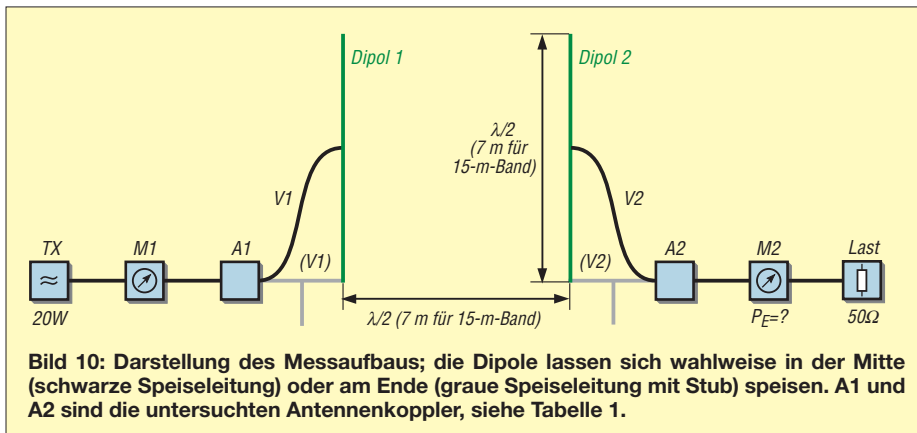 Dipol 1
Dipol 2
λ/2
(7 m für
15-m-Band)
V1
V2
TX
M1
A1
(V1)
(V2)
A2
M2
Last
20W
λ/2 (7 m für 15-m-Band)
PE=?
50Ω
Bild 10: Darstellung des Messaufbaus; die Dipole lassen sich wahlweise in der Mitte
(schwarze Speiseleitung) oder am Ende (graue Speiseleitung mit Stub) speisen. A1 und
A2 sind die untersuchten Antennenkoppler, siehe Tabelle 1.